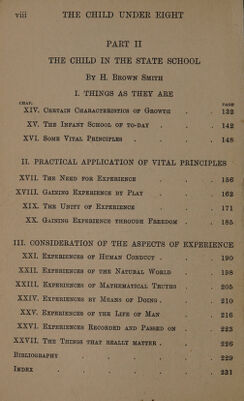 viii THE CHILD UNDER EIGHT
PART II
THE CHILD IN THE STATE SCHOOL
By H. Brown Smith
I. THINGS AS THEY ARE
CHAP. PAGE
XIV. Certain Characteristics of Growth . 132
XV. The Infant School of to-day . . 142
XVI. Some Vital Principles . . . 148
II. PRACTICAL APPLICATION OF VITAL PRINCIPLES
XVII. The Need for Experience . . . 156
XVIII. Gaining Experience by Play . . 162
XIX. The Unity of Experience . . . 171
XX. Gaining Experience through Freedom . 185
III. CONSIDERATION OF THE ASPECTS OF EXPERIENCE
XXI. Experiences of Human Conduct . . 190
XXII. Experiences of the Natural World . 198
XXIII. Experiences of Mathematical Truths . 205
XXIV. Experiences by Means of Doing . . 210
XXV. Experiences of the Life of Man . 216
XXVI. Experiences Recorded and Passed on . 223
XXVII. The Things that really matter . . 226
Bibliography . . . . 229
Index . . . . . 231